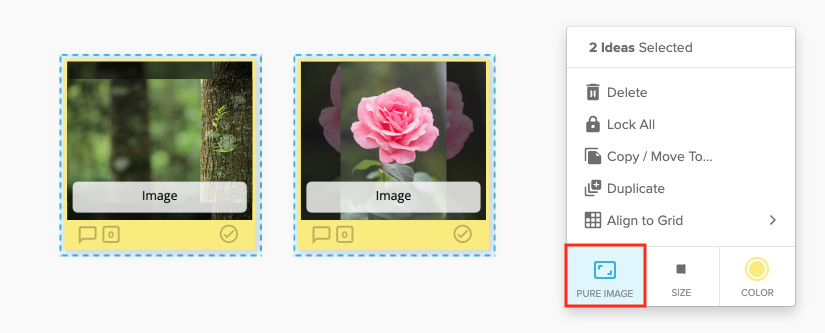 2 Ideas Selected
Delete
Lock All
Copy / Move To...
Duplicate
Align to Grid
Image
Image
0
0
PURE IMAGE
SIZE
COLOR